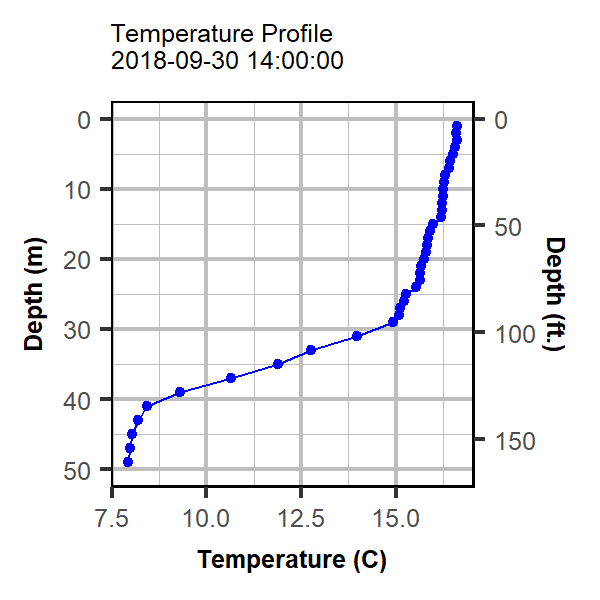 Temperature Profile
2018-09-30 14:00:00
0
10
20
30
40
50
Depth (m)
0
50
100
150
Depth (ft.)
7.5 10.0 12.5 15.0
Temperature (C)